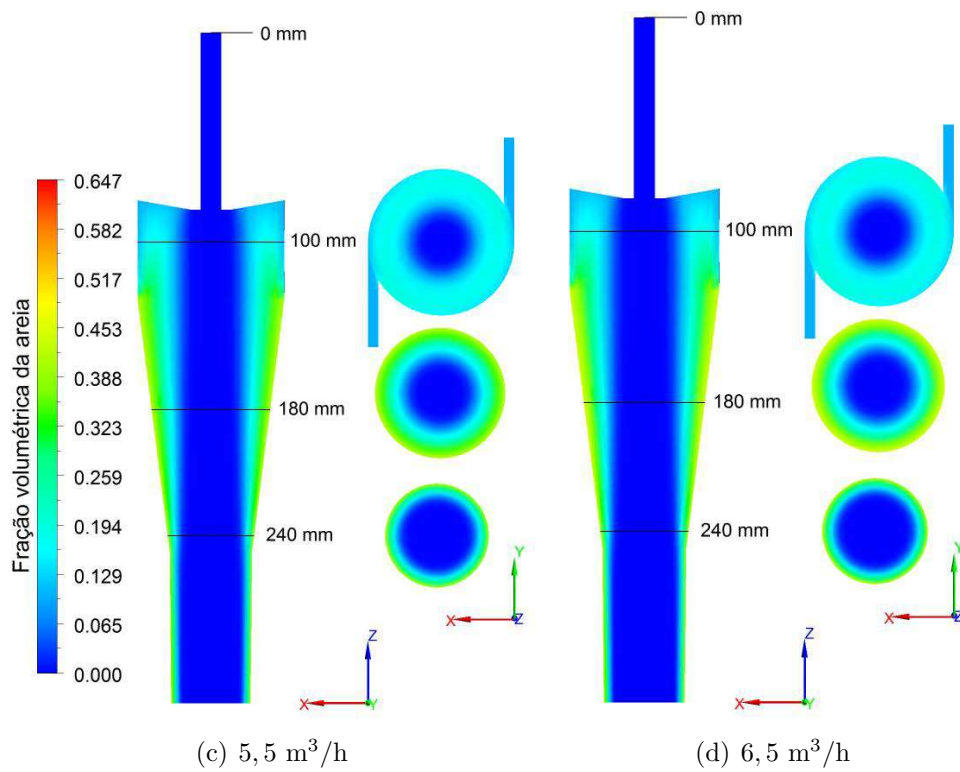 0 mm
100 mm
180 mm
240 mm
Fração volumétrica da areia
0.647
0.582
0.517
0.453
0.388
0.323
0.259
0.194
0.129
0.065
0.000
Y
X
Z
Z
X
Y
(c) 5, 5 m³/h
0 mm
100 mm
180 mm
240 mm
Y
X
Z
Z
X
Y
(d) 6, 5 m³/h